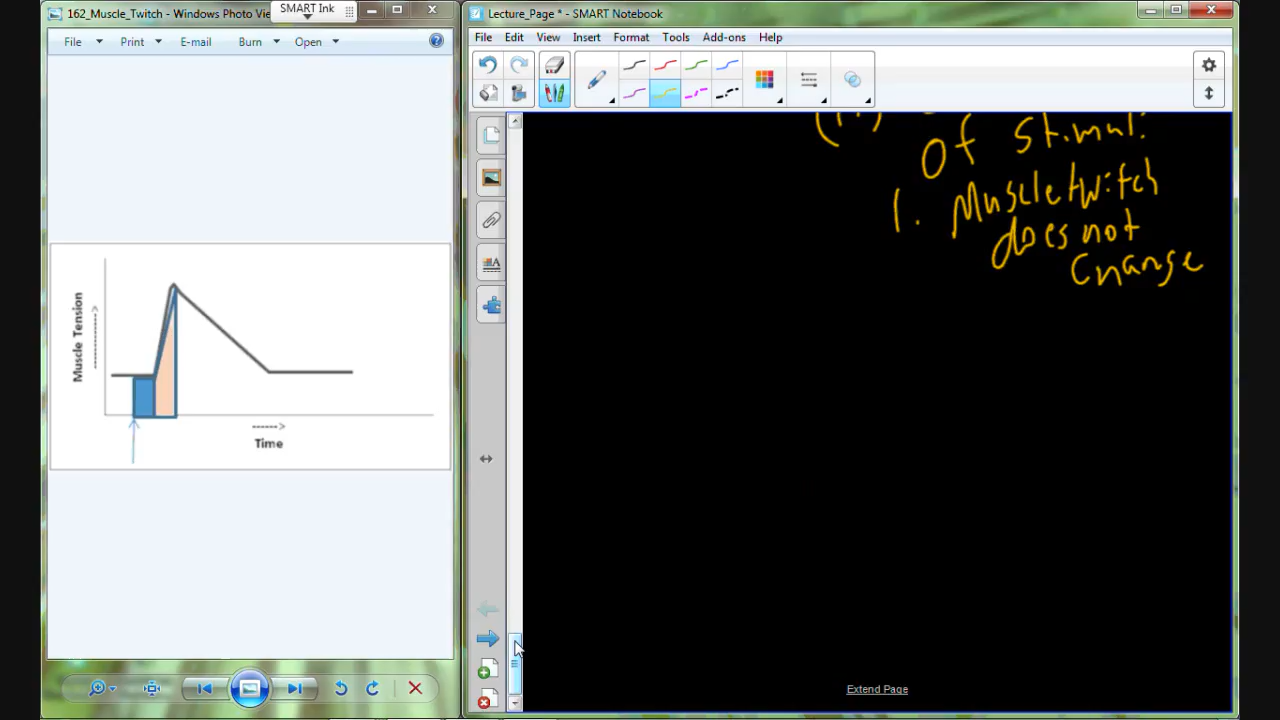 162_Muscle_Twitch - Windows Photo Vie
SMART Ink
File Print E-mail Burn Open
Muscle Tension
---------->
----->
Time
Lecture_Page * - SMART Notebook
File Edit View Insert Format Tools Add-ons Help
of stimuli
1. Muscle twitch
does not
change
Extend Page